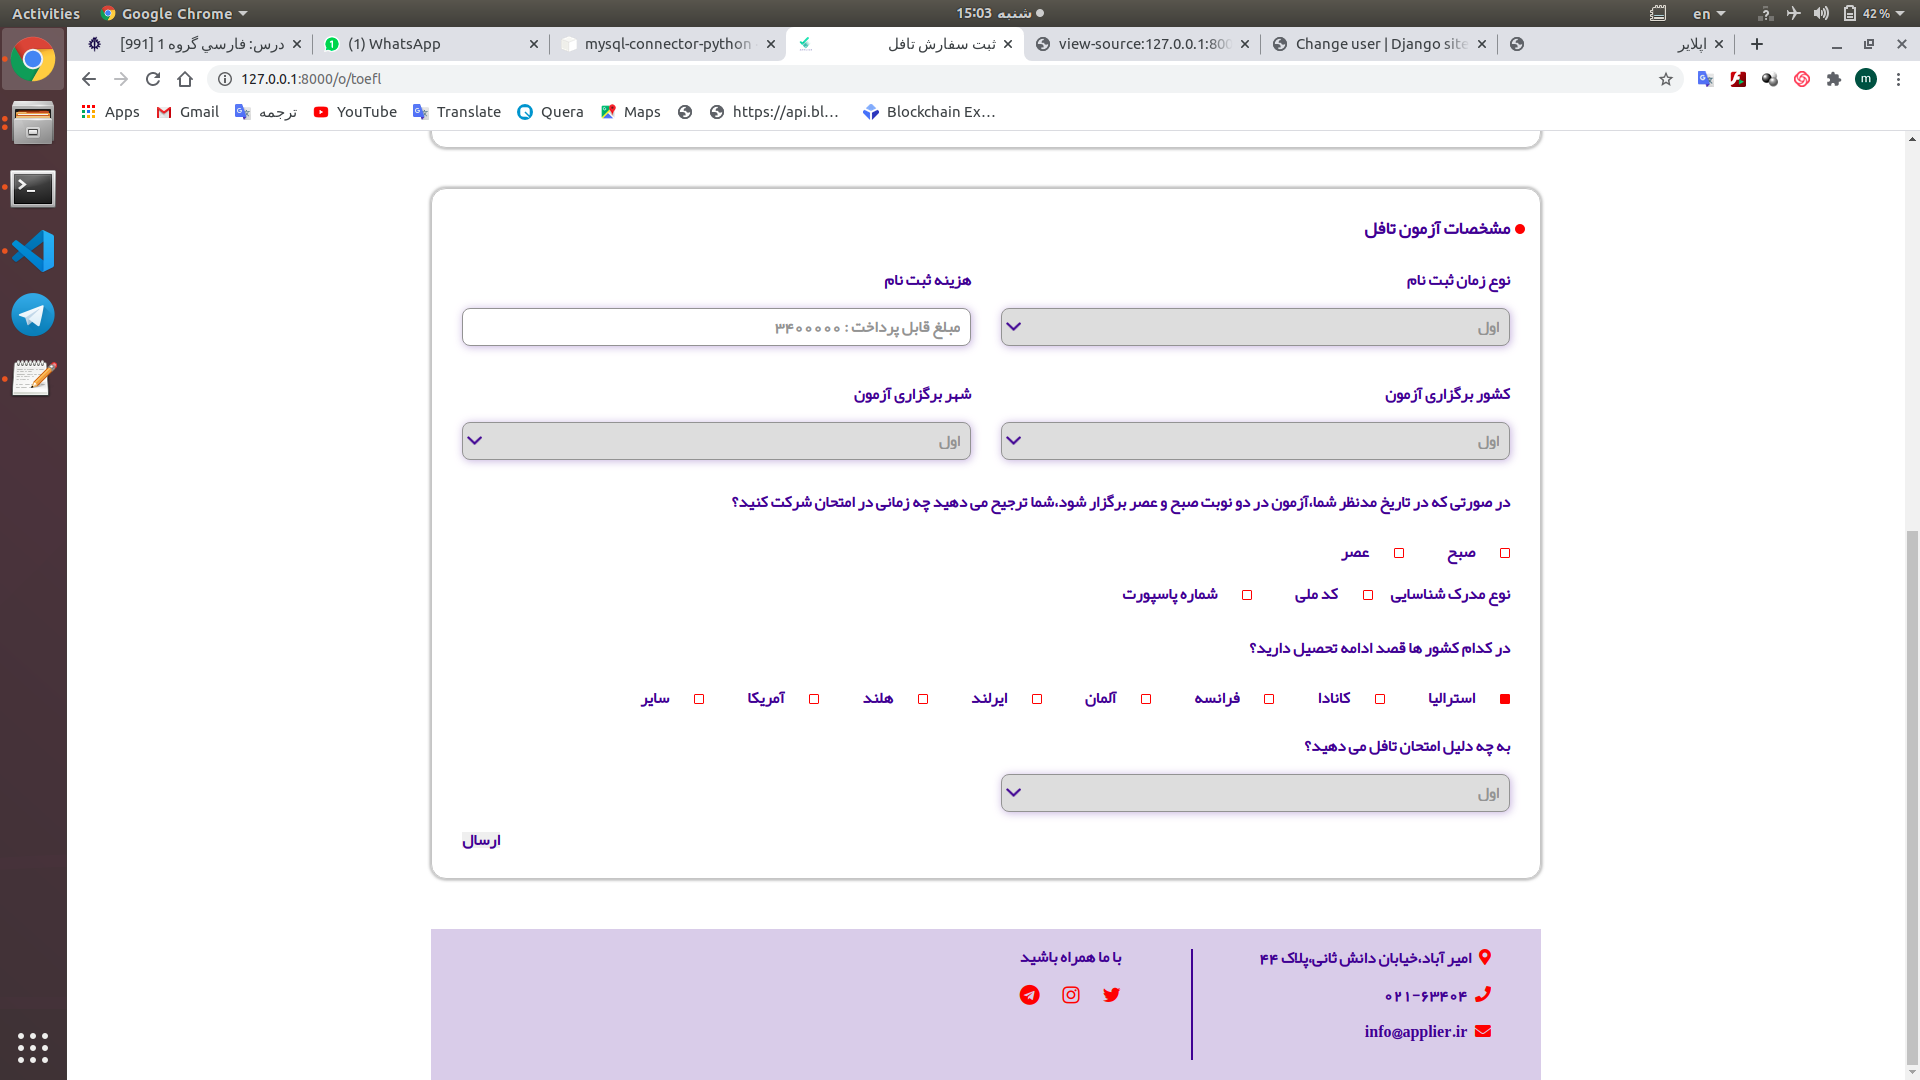 Activities
Google Chrome
شنبه 15:03
en
42 %
درس: فارسي گروه 1 [991]
(1) WhatsApp
mysql-connector-python
ثبت سفارش تافل
view-source:127.0.0.1:800
Change user | Django site
اپلایر
127.0.0.1:8000/o/toefl
Apps
Gmail
ترجمه
YouTube
Translate
Quera
Maps
https://api.bl...
Blockchain Ex...
مشخصات آزمون تافل
نوع زمان ثبت نام
هزینه ثبت نام
اول
مبلغ قابل پرداخت : ۳۴۰۰۰۰۰
کشور برگزاری آزمون
شهر برگزاری آزمون
اول
اول
در صورتی که در تاریخ مدنظر شما،آزمون در دو نوبت صبح و عصر برگزار شود،شما ترجیح می دهید چه زمانی در امتحان شرکت کنید؟
صبح عصر
نوع مدرک شناسایی کد ملی شماره پاسپورت
در کدام کشور ها قصد ادامه تحصیل دارید؟
استرالیا کانادا فرانسه آلمان ایرلند هلند آمریکا سایر
به چه دلیل امتحان تافل می دهید؟
اول
ارسال
امیر آباد،خیابان دانش ثانی،پلاک ۴۴
۰۲۱-۶۳۴۰۴
info@applier.ir
با ما همراه باشید